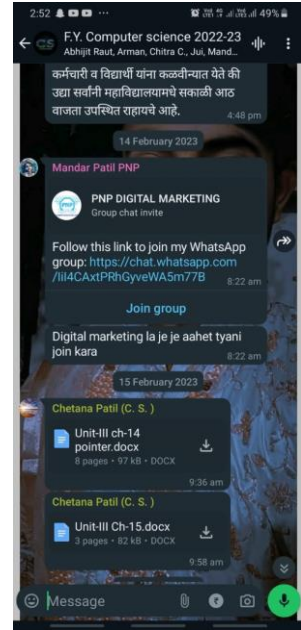 2:52
49%
F.Y. Computer science 2022-23
Abhijit Raut, Arman, Chitra C., Jui, Mand...
कर्मचारी व विद्यार्थी यांना कळवीन्यात येते की
उद्या सर्वांनी महाविद्यालयामधे सकाळी आठ
वाजता उपस्थित राहायचे आहे.
4:48 pm
14 February 2023
Mandar Patil PNP
PNP DIGITAL MARKETING
Group chat invite
Follow this link to join my WhatsApp
group: https://chat.whatsapp.com
/Iil4CAxtPRhGyveWA5m77B
8:22 am
Join group
Digital marketing la je je aahet tyani
join kara
8:22 am
15 February 2023
Chetana Patil (C. S. )
Unit-III ch-14
pointer.docx
8 pages • 97 kB • DOCX
9:36 am
Chetana Patil (C. S. )
Unit-III Ch-15.docx
3 pages • 82 kB • DOCX
9:58 am
Message